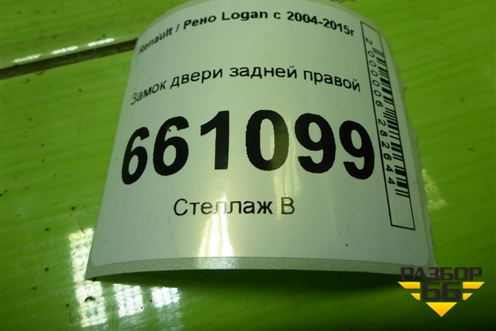 Renault / Рено Logan с 2004-2015г
Замок двери задней правой
661099
Стеллаж В
2000006282644
РАЗБОР
66